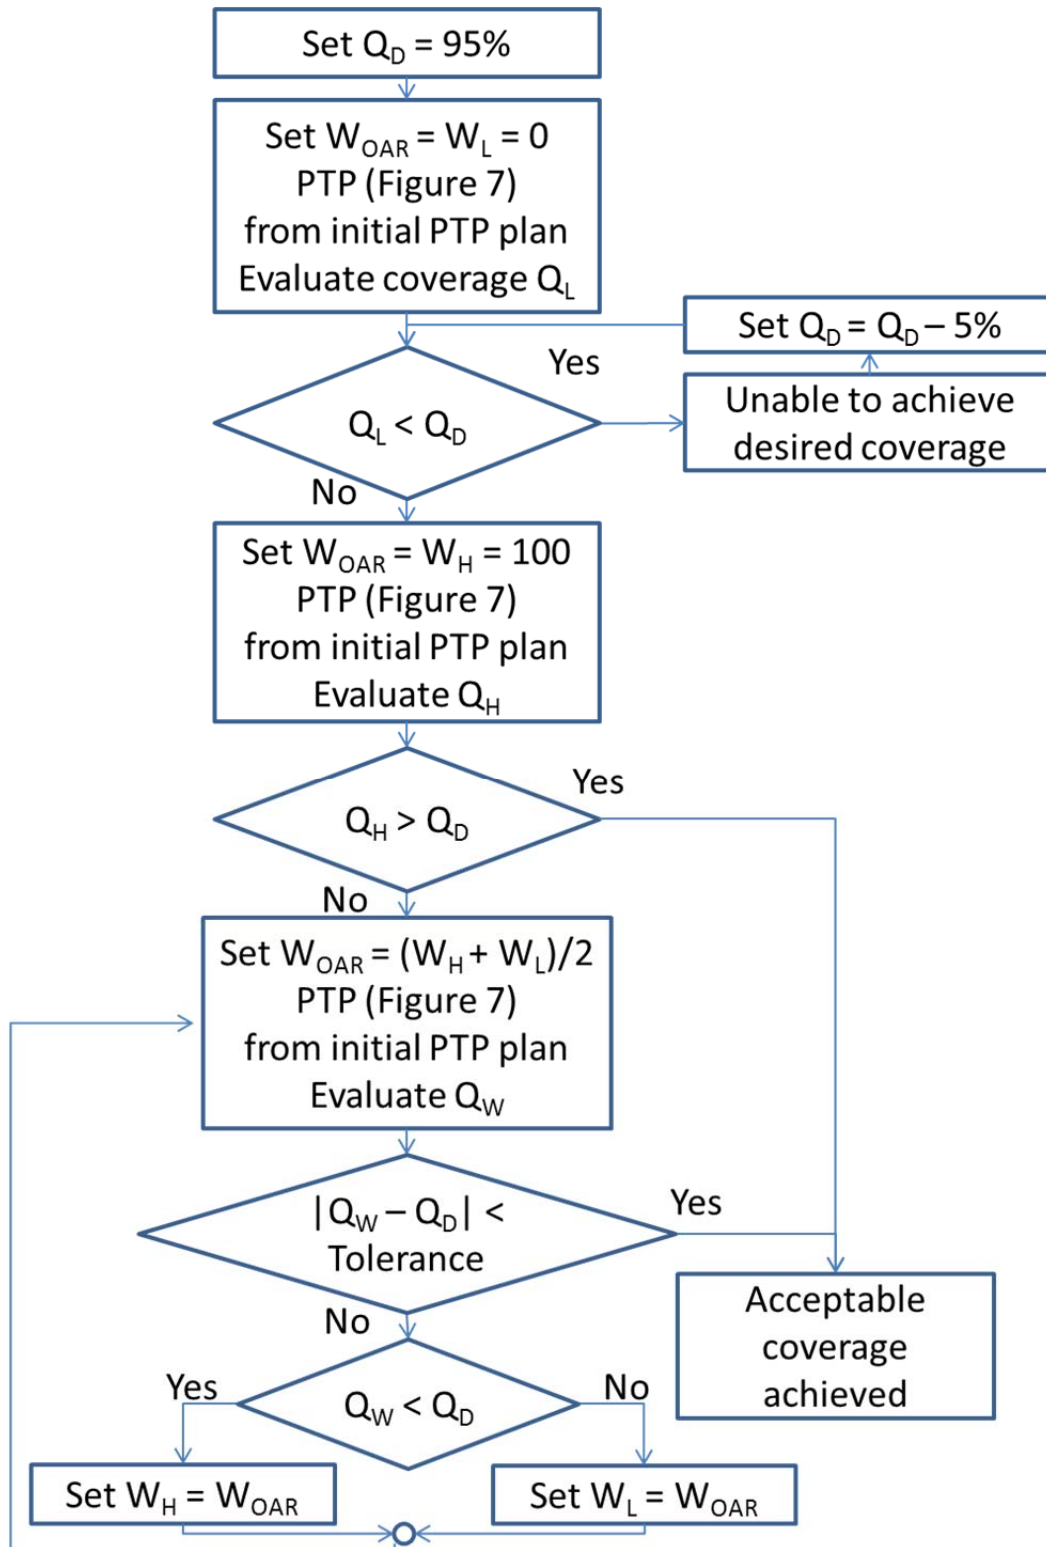 Set Q_D = 95%
Set W_OAR = W_L = 0
PTP (Figure 7)
from initial PTP plan
Evaluate coverage Q_L
Set Q_D = Q_D – 5%
Yes
Unable to achieve
desired coverage
Q_L < Q_D
No
Set W_OAR = W_H = 100
PTP (Figure 7)
from initial PTP plan
Evaluate Q_H
Yes
Q_H > Q_D
No
Set W_OAR = (W_H + W_L)/2
PTP (Figure 7)
from initial PTP plan
Evaluate Q_W
|Q_W – Q_D| <
Tolerance
Yes
No
Acceptable
coverage
achieved
Yes
Q_W < Q_D
No
Set W_H = W_OAR
Set W_L = W_OAR